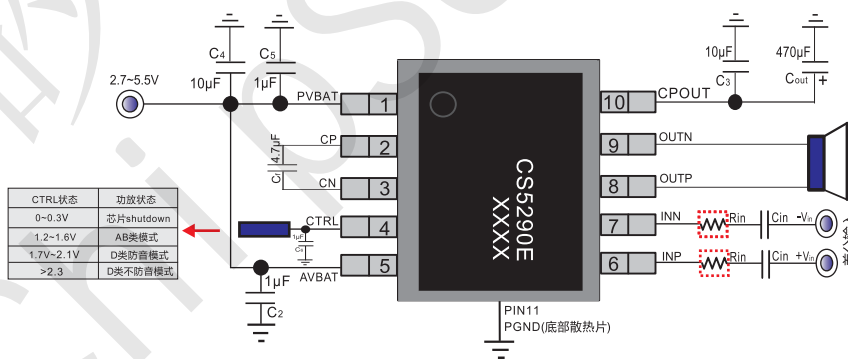 C4
10μF
C5
1μF
2.7~5.5V
PVBAT
1
CP
2
4.7μF
Cf
CN
3
CTRL
4
1μF
AVBAT
5
1μF
C2
CTRL状态 功放状态
0~0.3V 芯片shutdown
1.2~1.6V AB类模式
1.7V~2.1V D类防音模式
>2.3 D类不防音模式
CS5290E
XXXX
10μF
C3
470μF
Cout
+
10
CPOUT
9
OUTN
8
OUTP
7
INN
Rin
Cin
-Vin
6
INP
Rin
Cin
+Vin
PIN11
PGND(底部散热片)
ChipS